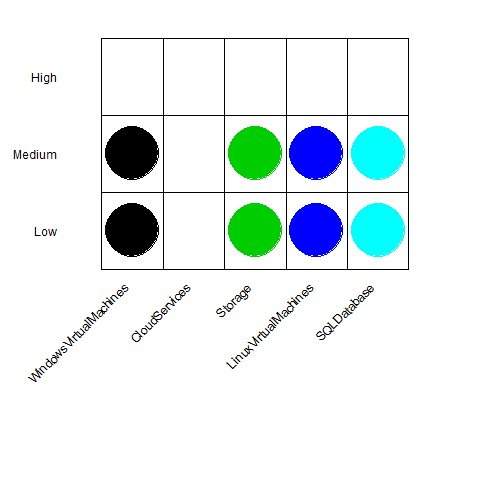 High
Medium
Low
WindowsVirtualMachines
CloudServices
Storage
LinuxVirtualMachines
SQLDatabase